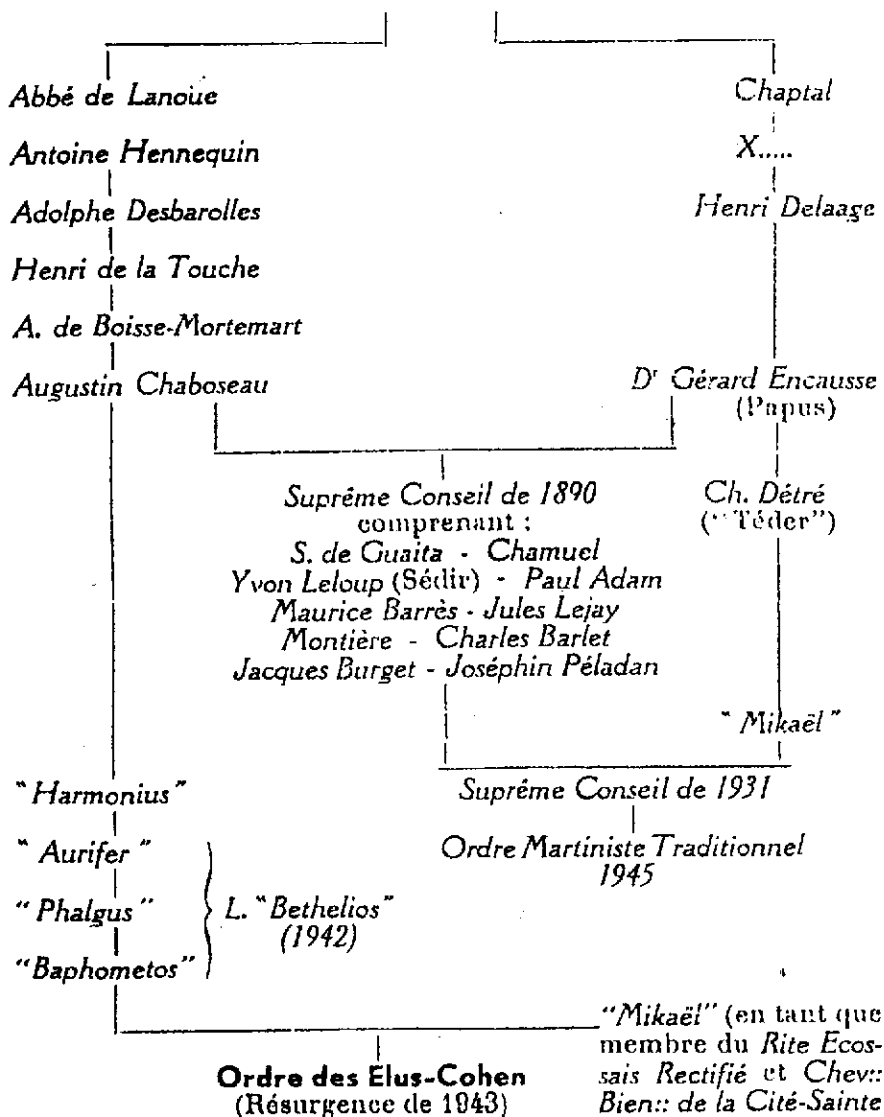 Abbé de Lanoüe
Chaptal
Antoine Hennequin
X.....
Adolphe Desbarolles
Henri Delaage
Henri de la Touche
A. de Boisse-Mortemart
Augustin Chaboseau
Dr Gérard Encausse
(Papus)
Suprême Conseil de 1890
comprenant :
S. de Guaita - Chamuel
Yvon Leloup (Sédir) - Paul Adam
Maurice Barrès - Jules Lejay
Montière - Charles Barlet
Jacques Burget - Joséphin Péladan
Ch. Détré
("Téder")
"Mikaël"
"Harmonius"
Suprême Conseil de 1931
"Aurifer"
Ordre Martiniste Traditionnel
1945
"Phalgus"
L. "Bethelios"
(1942)
"Baphometos"
"Mikaël" (en tant que
membre du Rite Ecos-
sais Rectifié et Chev::
Bien:: de la Cité-Sainte
Ordre des Elus-Cohen
(Résurgence de 1943)